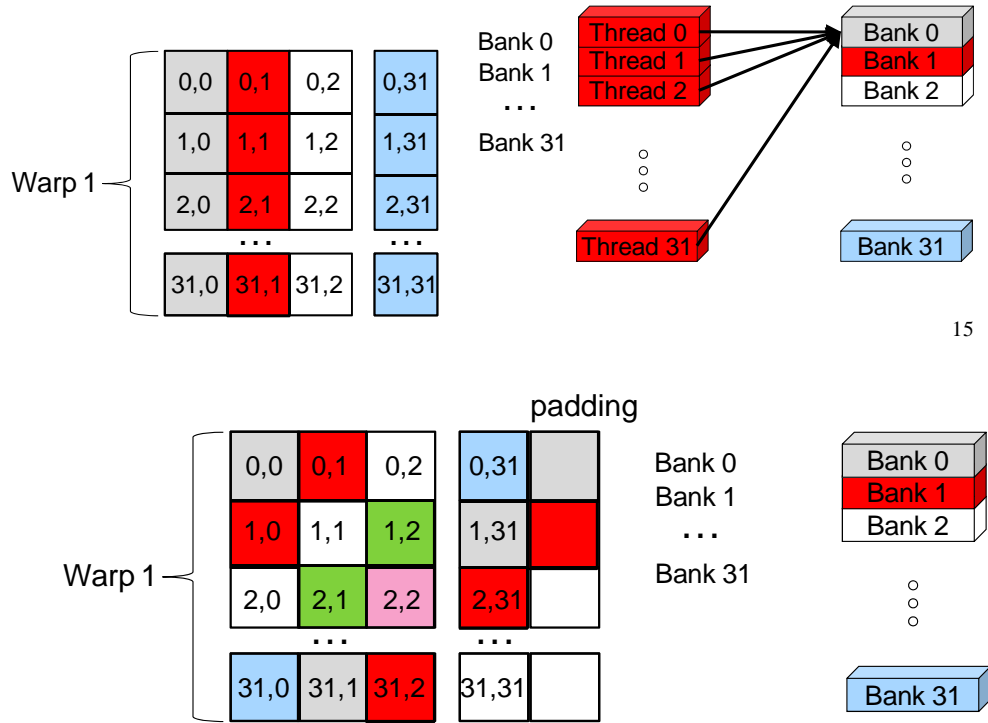 Warp 1
0,0 0,1 0,2 0,31
1,0 1,1 1,2 1,31
2,0 2,1 2,2 2,31
... ...
31,0 31,1 31,2 31,31
Bank 0
Bank 1
...
Bank 31
Thread 0
Thread 1
Thread 2
Thread 31
Bank 0
Bank 1
Bank 2
Bank 31
15
padding
Warp 1
0,0 0,1 0,2 0,31
1,0 1,1 1,2 1,31
2,0 2,1 2,2 2,31
... ...
31,0 31,1 31,2 31,31
Bank 0
Bank 1
...
Bank 31
Bank 0
Bank 1
Bank 2
Bank 31